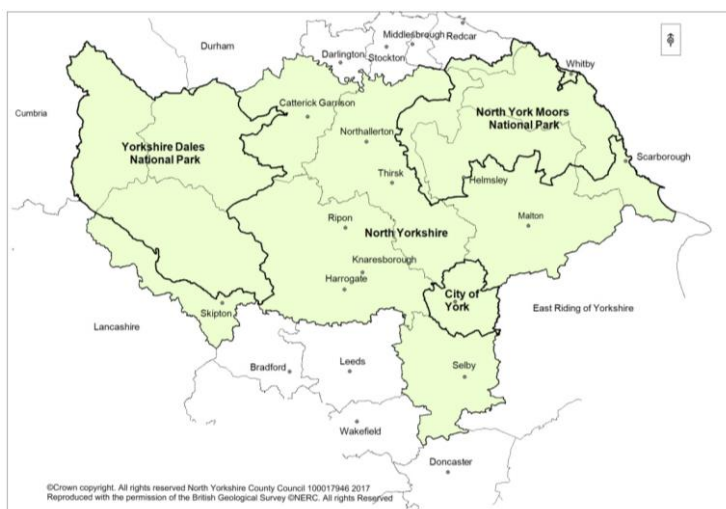 Middlesbrough
Redcar
Durham
Darlington
Stockton
Whitby
Cumbria
Catterick Garrison
North York Moors
National Park
Northallerton
Yorkshire Dales
National Park
Scarborough
Thirsk
Helmsley
Ripon
North Yorkshire
Malton
Knaresborough
Harrogate
City of
York
Skipton
East Riding of Yorkshire
Lancashire
Bradford
Leeds
Selby
Wakefield
Doncaster
©Crown copyright. All rights reserved North Yorkshire County Council 100017946 2017
Reproduced with the permission of the British Geological Survey ©NERC. All rights Reserved